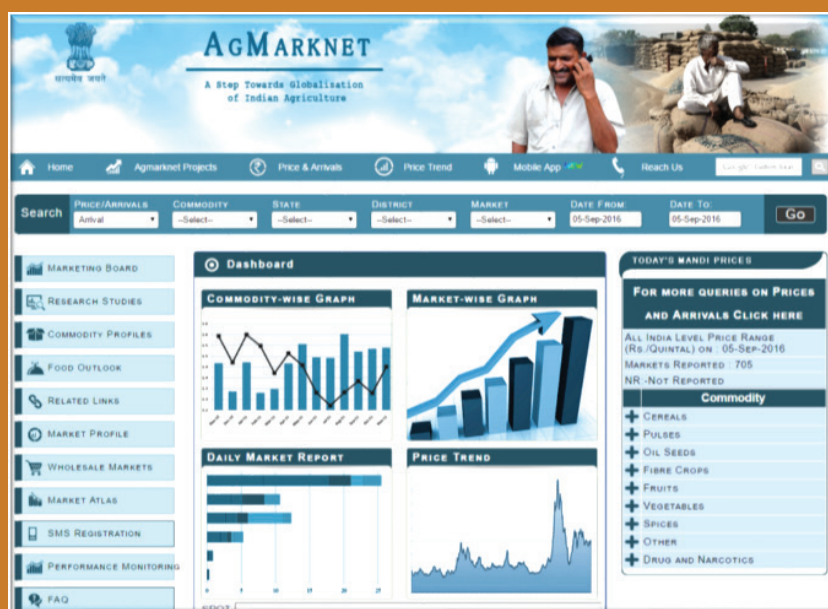 AGMARKNET
सत्यमेव जयते
A Step Towards Globalisation
of Indian Agriculture
Home Agmarknet Projects Price & Arrivals Price Trend Mobile App Reach Us
Search
PRICE/ARRIVALS COMMODITY STATE DISTRICT MARKET DATE FROM: DATE TO:
Arrival --Select-- --Select-- --Select-- --Select-- 05-Sep-2016 05-Sep-2016 Go
MARKETING BOARD
RESEARCH STUDIES
COMMODITY PROFILES
FOOD OUTLOOK
RELATED LINKS
MARKET PROFILE
WHOLESALE MARKETS
MARKET ATLAS
SMS REGISTRATION
PERFORMANCE MONITORING
FAQ
Dashboard
COMMODITY-WISE GRAPH
MARKET-WISE GRAPH
DAILY MARKET REPORT
0 5 10 15 20 25
PRICE TREND
TODAY'S MANDI PRICES
FOR MORE QUERIES ON PRICES
AND ARRIVALS CLICK HERE
ALL INDIA LEVEL PRICE RANGE
(RS./QUINTAL) ON : 05-SEP-2016
MARKETS REPORTED : 705
NR:-NOT REPORTED
Commodity
CEREALS
PULSES
OIL SEEDS
FIBRE CROPS
FRUITS
VEGETABLES
SPICES
OTHER
DRUG AND NARCOTICS